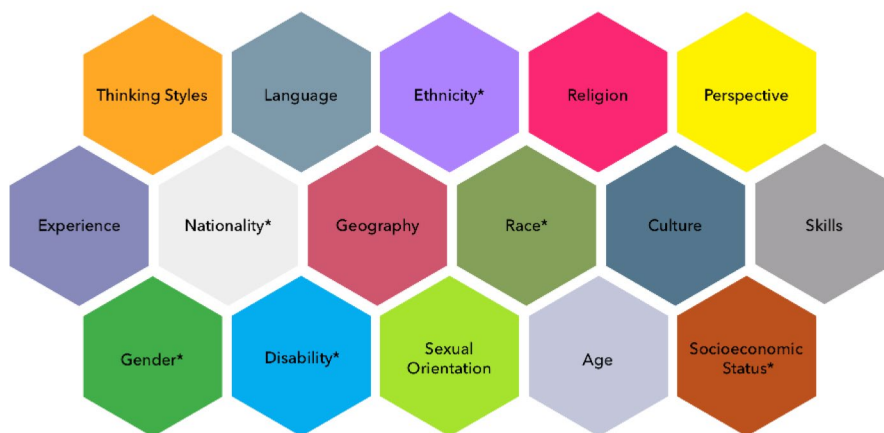 Thinking Styles
Language
Ethnicity*
Religion
Perspective
Experience
Nationality*
Geography
Race*
Culture
Skills
Gender*
Disability*
Sexual
Orientation
Age
Socioeconomic
Status*